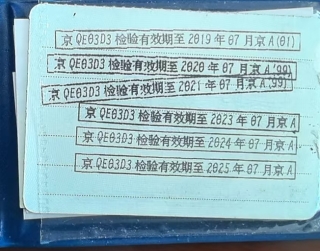 京 QE03D3 检验有效期至 2019 年 07 月京 A(01)
京 QE03D3 检验有效期至 2020 年 07 月京 A(99)
京 QE03D3 检验有效期至 2021 年 07 月京 A(99)
京 QE03D3 检验有效期至 2023 年 07 月京 A
京 QE03D3 检验有效期至 2024 年 07 月京 A
京 QE03D3 检验有效期至 2025 年 07 月京 A